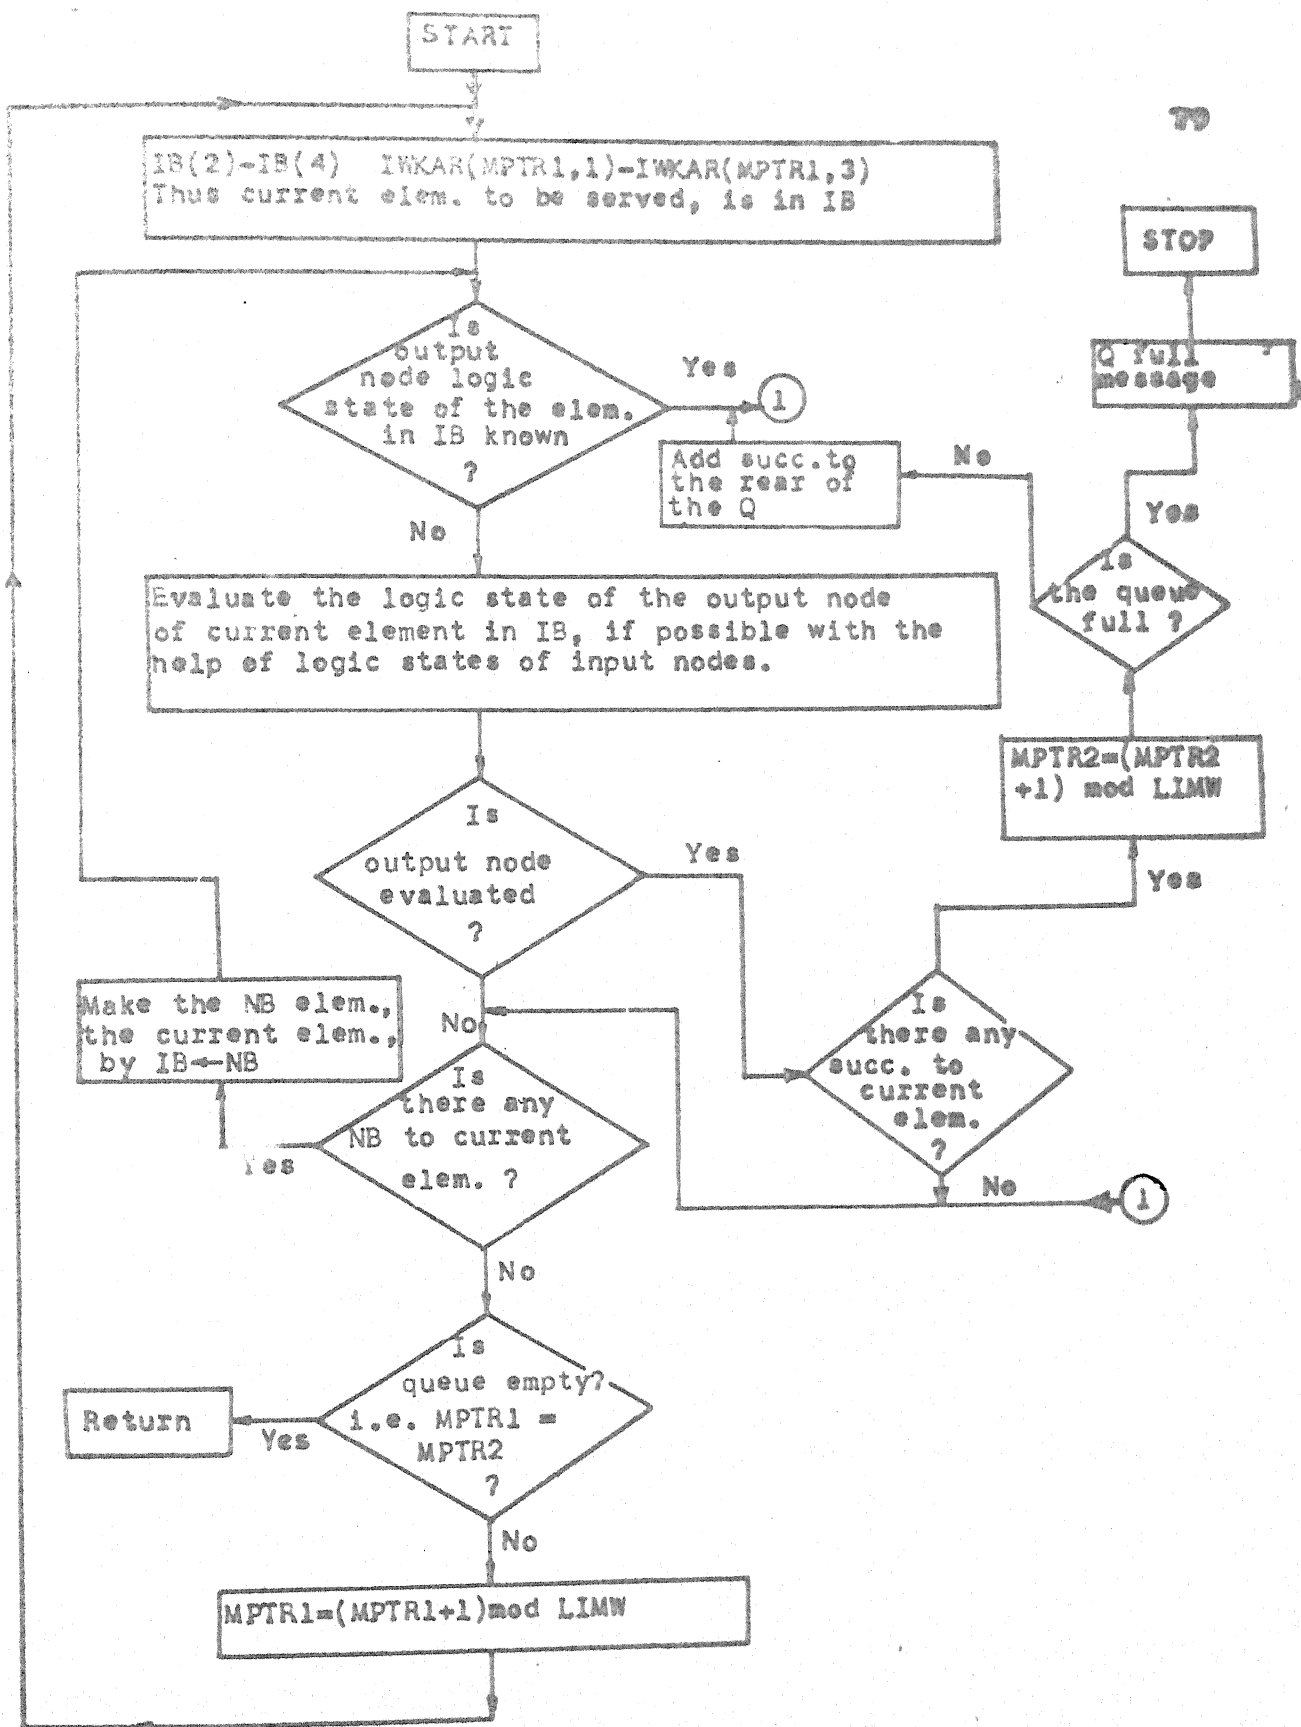 START
79
IB(2)-IB(4) IWKAR(MPTR1,1)-IWKAR(MPTR1,3)
Thus current elem. to be served, is in IB
STOP
Q full
message
Is
output
node logic
state of the elem.
in IB known
?
Yes
1
Add succ.to
the rear of
the Q
No
Yes
No
Is
the queue
full ?
Evaluate the logic state of the output node
of current element in IB, if possible with the
help of logic states of input nodes.
MPTR2=(MPTR2
+1) mod LIMW
Is
output node
evaluated
?
Yes
Yes
No
Make the NB elem.,
the current elem.,
by IB←NB
Is
there any
succ. to
current
elem.
?
Is
there any
NB to current
elem. ?
Yes
No
1
No
Is
queue empty?
i.e. MPTR1 =
MPTR2
?
Return
Yes
No
MPTR1=(MPTR1+1)mod LIMW